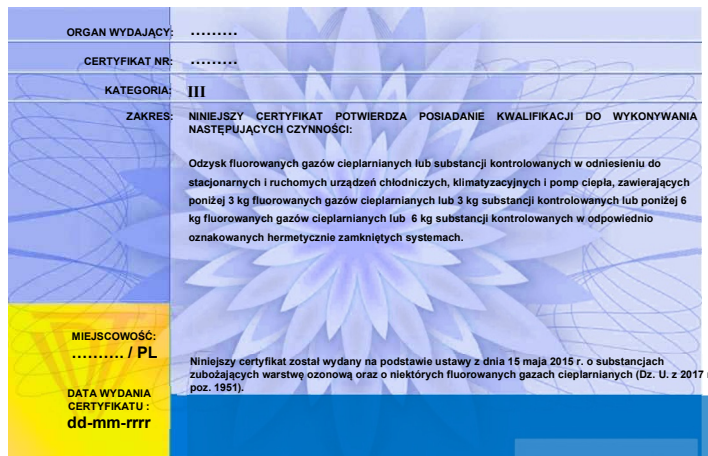 ORGAN WYDAJĄCY: .........
CERTYFIKAT NR: .........
KATEGORIA: III
ZAKRES: NINIEJSZY CERTYFIKAT POTWIERDZA POSIADANIE KWALIFIKACJI DO WYKONYWANIA
NASTĘPUJĄCYCH CZYNNOŚCI:
Odzysk fluorowanych gazów cieplarnianych lub substancji kontrolowanych w odniesieniu do
stacjonarnych i ruchomych urządzeń chłodniczych, klimatyzacyjnych i pomp ciepła, zawierających
poniżej 3 kg fluorowanych gazów cieplarnianych lub 3 kg substancji kontrolowanych lub poniżej 6
kg fluorowanych gazów cieplarnianych lub 6 kg substancji kontrolowanych w odpowiednio
oznakowanych hermetycznie zamkniętych systemach.
MIEJSCOWOŚĆ:
.......... / PL
Niniejszy certyfikat został wydany na podstawie ustawy z dnia 15 maja 2015 r. o substancjach
zubożających warstwę ozonową oraz o niektórych fluorowanych gazach cieplarnianych (Dz. U. z 2017
poz. 1951).
DATA WYDANIA
CERTYFIKATU :
dd-mm-rrrr